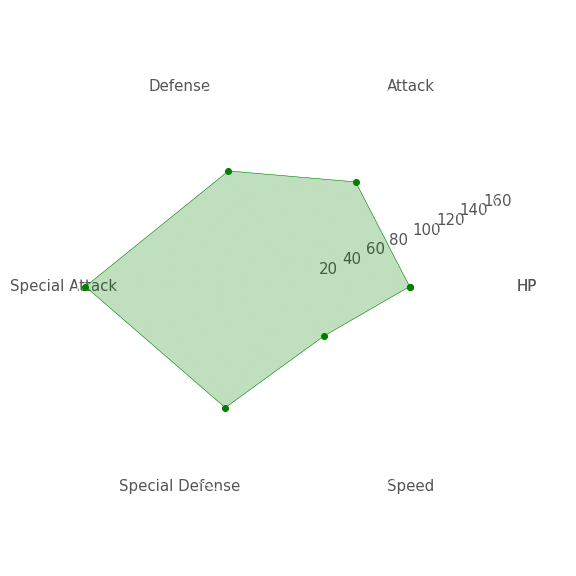 Defense
Attack
160
140
120
100
80
60
40
20
Special Attack
HP
Special Defense
Speed